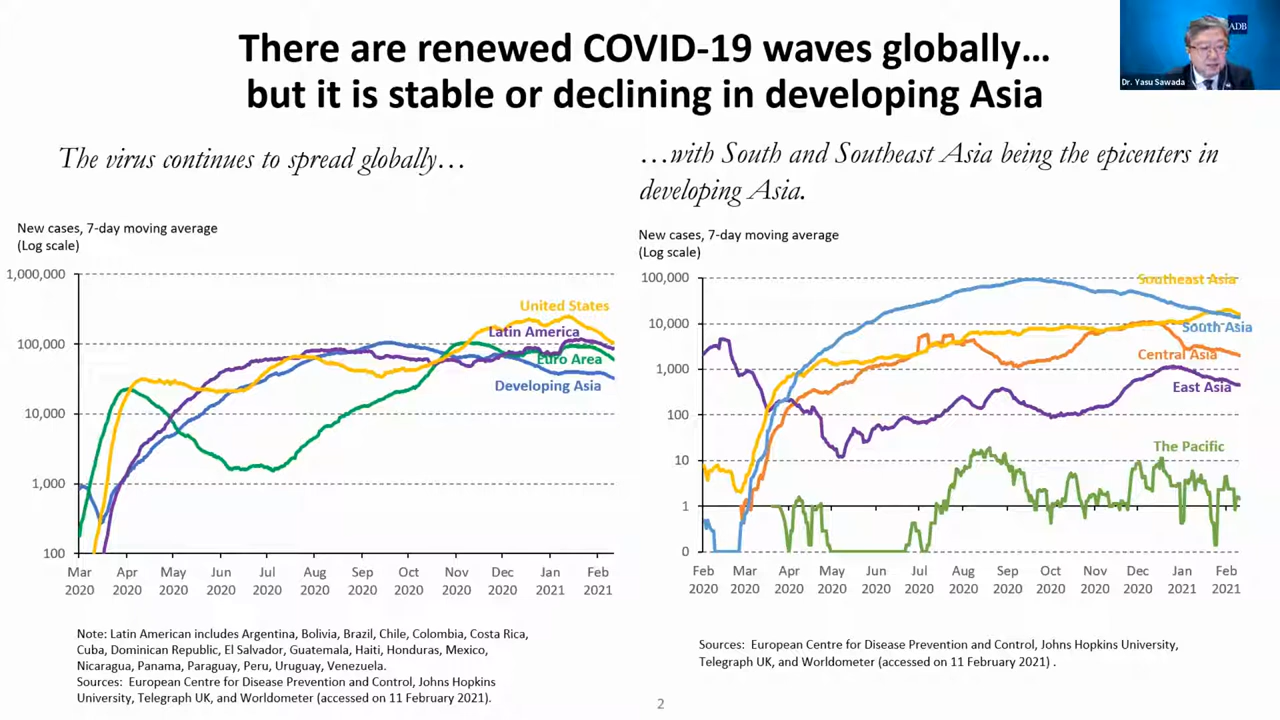 There are renewed COVID-19 waves globally…
but it is stable or declining in developing Asia
ADB
Dr. Yasu Sawada
The virus continues to spread globally…
New cases, 7-day moving average
(Log scale)
1,000,000
100,000
10,000
1,000
100
United States
Latin America
Euro Area
Developing Asia
Mar Apr May Jun Jul Aug Sep Oct Nov Dec Jan Feb
2020 2020 2020 2020 2020 2020 2020 2020 2020 2020 2021 2021
Note: Latin American includes Argentina, Bolivia, Brazil, Chile, Colombia, Costa Rica,
Cuba, Dominican Republic, El Salvador, Guatemala, Haiti, Honduras, Mexico,
Nicaragua, Panama, Paraguay, Peru, Uruguay, Venezuela.
Sources: European Centre for Disease Prevention and Control, Johns Hopkins
University, Telegraph UK, and Worldometer (accessed on 11 February 2021).
…with South and Southeast Asia being the epicenters in
developing Asia.
New cases, 7-day moving average
(Log scale)
100,000
10,000
1,000
100
10
1
0
Southeast Asia
South Asia
Central Asia
East Asia
The Pacific
Feb Mar Apr May Jun Jul Aug Sep Oct Nov Dec Jan Feb
2020 2020 2020 2020 2020 2020 2020 2020 2020 2020 2020 2021 2021
Sources: European Centre for Disease Prevention and Control, Johns Hopkins University,
Telegraph UK, and Worldometer (accessed on 11 February 2021) .
2